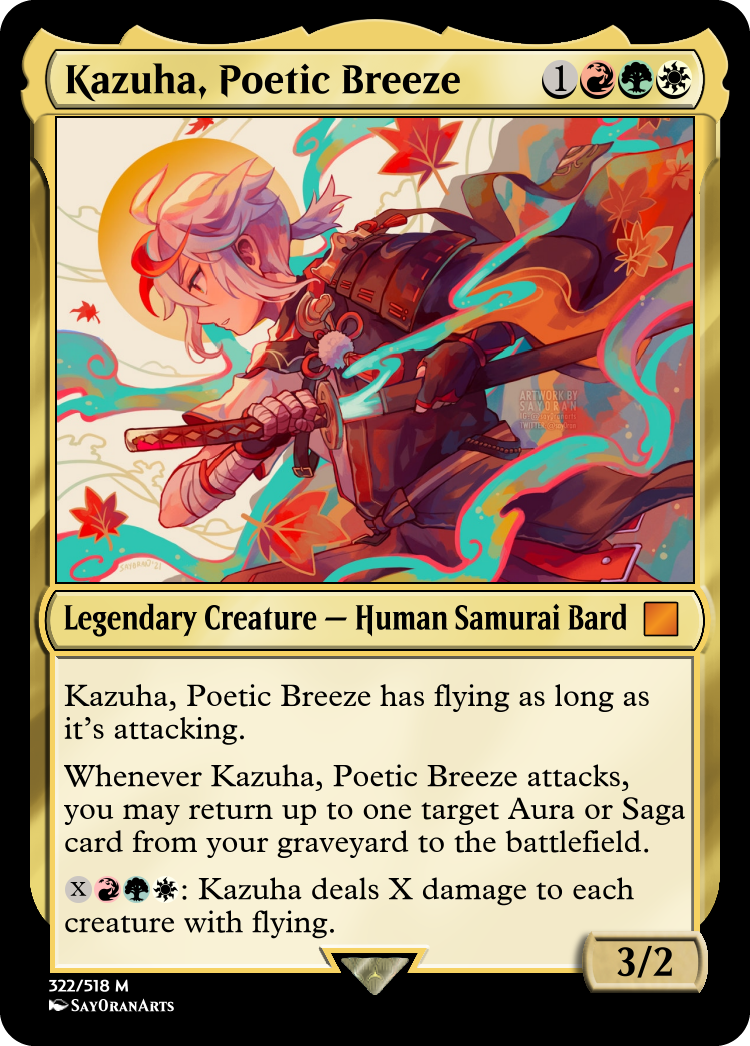 Kazuha, Poetic Breeze 1
ARTWORK BY
SAYORAN
Legendary Creature — Human Samurai Bard
Kazuha, Poetic Breeze has flying as long as
it's attacking.
Whenever Kazuha, Poetic Breeze attacks,
you may return up to one target Aura or Saga
card from your graveyard to the battlefield.
X : Kazuha deals X damage to each
creature with flying.
3/2
322/518 M
SAYORANARTS